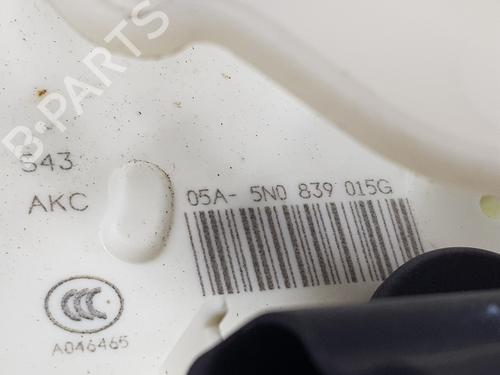 B-PARTS
S43
AKC
05A- 5N0 839 015G
CCC
A046465